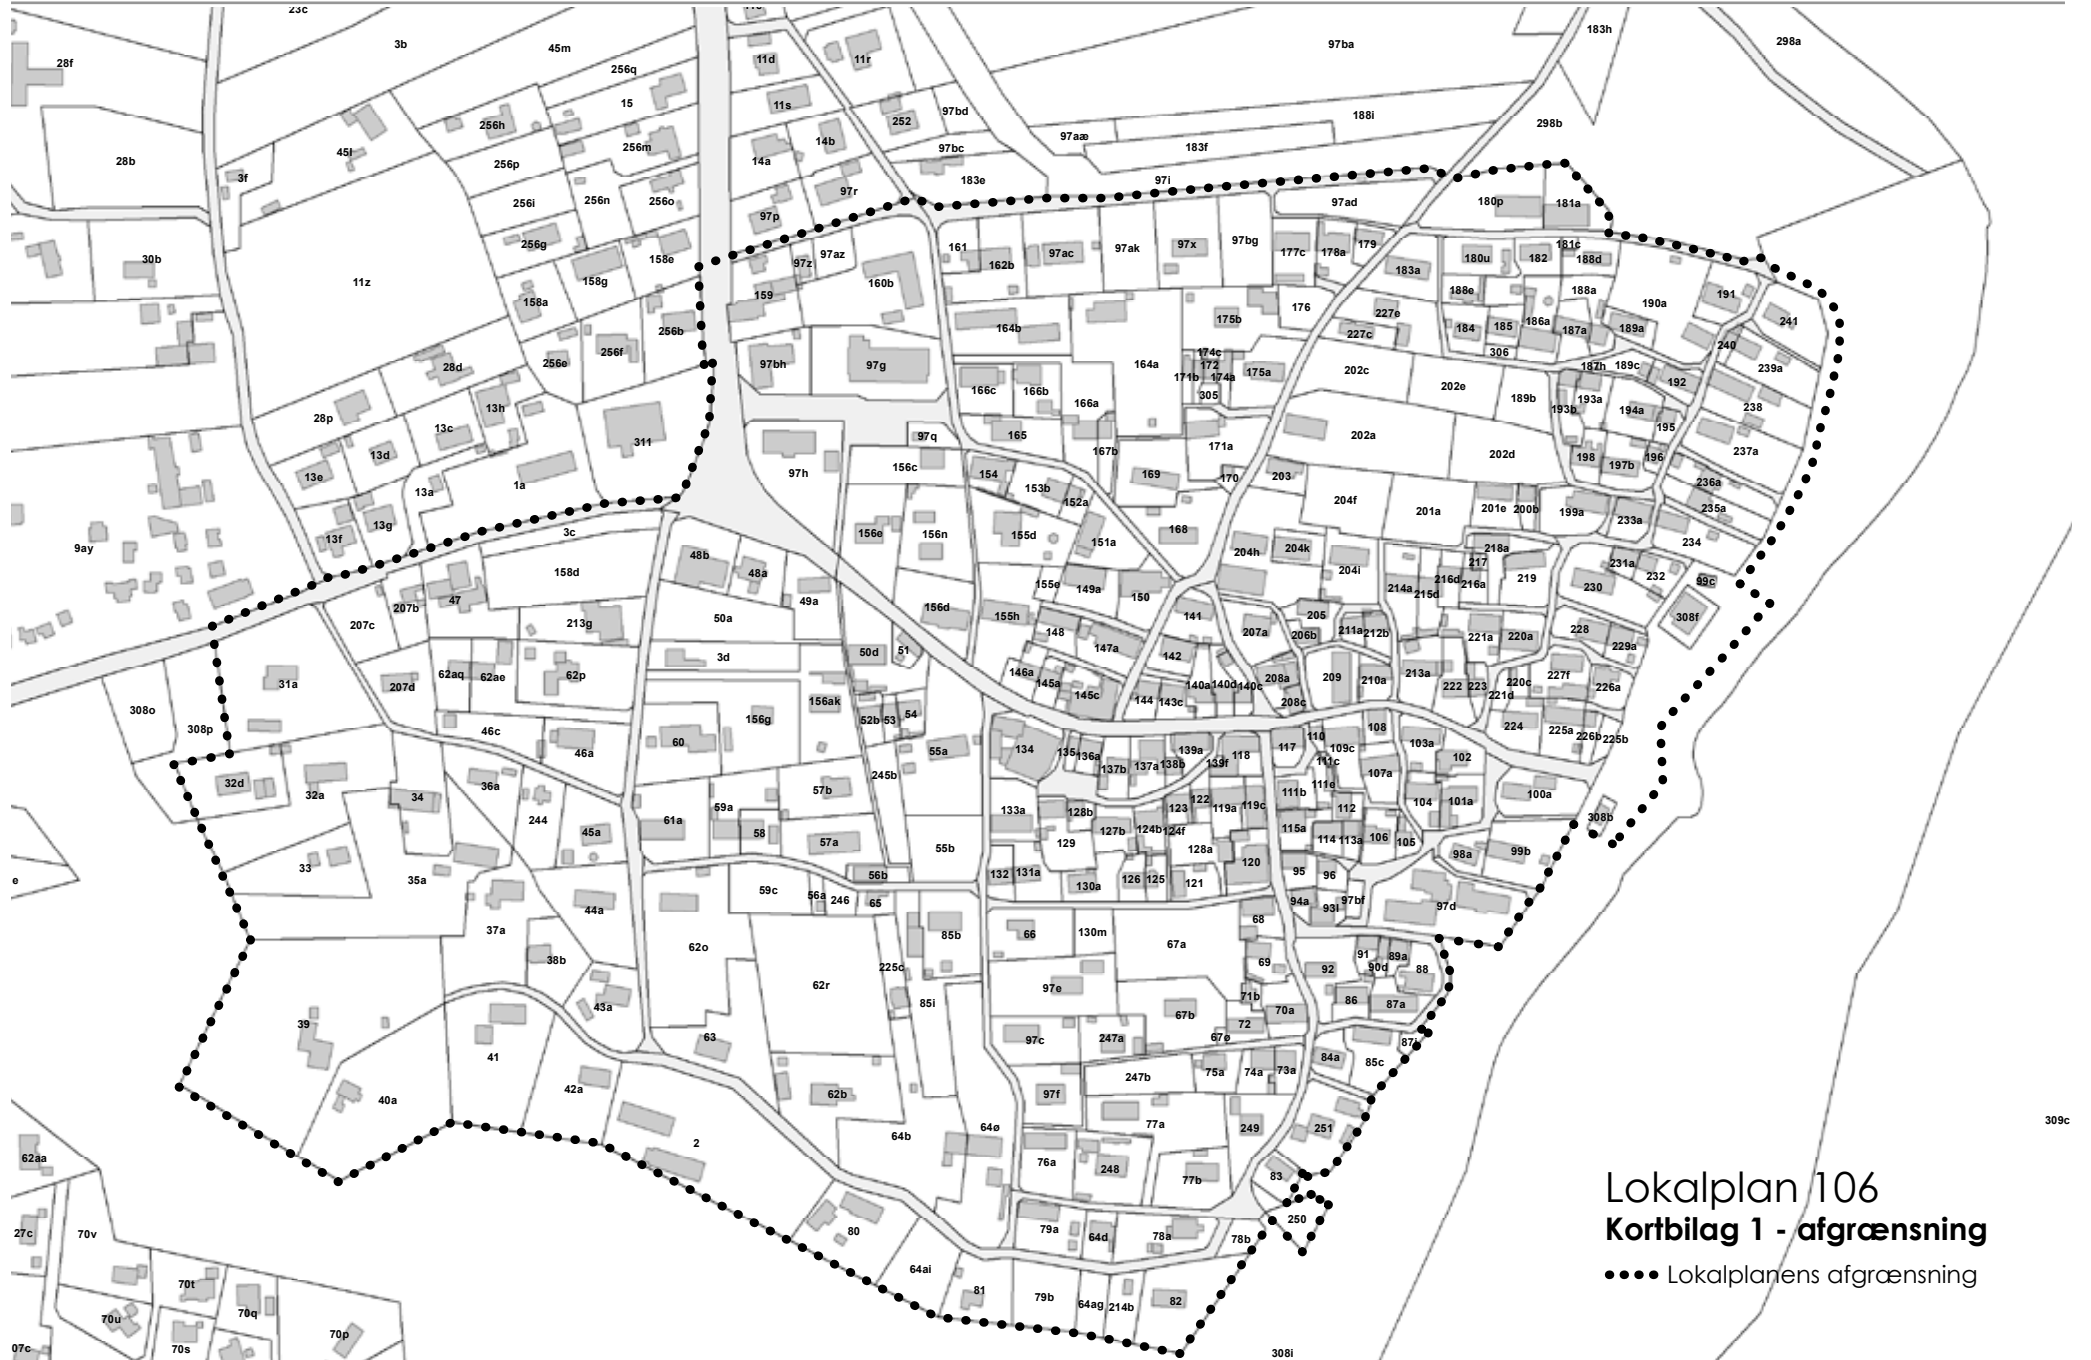 23c
3b
45m
256q
28f
15
11d
11r
97ba
183h
298a
11s
45l
256h
256m
28b
256p
3f
256i
256n
256o
252
97bd
14a
14b
97r
97p
97bc
183e
97aæ
183f
188i
298b
97i
30b
11z
256g
158g
158e
158a
256b
256e
256f
28d
28p
13h
13c
13d
13e
13a
13g
13f
1a
311
9ay
97z
97az
159
160b
161
162b
97ac
97ak
97x
97bg
97ad
177c
178a
179
183a
180p
181a
181c
180u
182
188d
188e
188a
190a
191
241
184
185
186a
187a
189a
240
239a
306
187h
189c
192
238
193a
193b
194a
195
237a
198
197b
196
236a
235a
164b
175b
176
227e
227c
97bh
97g
166c
166b
166a
164a
174c
172
171b
174a
305
175a
202c
202e
189b
97h
97q
165
167b
171a
202a
202d
156c
154
153b
152a
169
170
203
204f
201a
201e
200b
199a
233a
234
3c
158d
48b
48a
49a
156e
156n
155d
151a
168
204h
204k
204i
218a
217
219
214a
215d
216d
216a
231a
232
230
99c
308f
207c
207b
47
213g
50a
156d
155e
149a
150
155h
148
147a
141
142
207a
205
206b
211a
212b
221a
220a
228
229a
3d
50d
51
31a
207d
62aq
62ae
62p
308o
308p
156g
156ak
52b
53
54
146a
145a
145c
144
143c
140a
140d
140c
208a
208c
209
210a
213a
222
223
221d
220c
227f
226a
224
225a
226b
225b
46c
46a
60
55a
134
135
136a
137b
137a
138b
139a
139f
118
117
110
109c
108
103a
102
32d
32a
34
36a
244
45a
59a
57b
245b
61a
58
57a
55b
133a
128b
127b
129
124b
124f
123
122
119a
119c
111b
111c
111e
112
107a
104
101a
100a
308b
115a
114
113a
106
105
98a
99b
33
35a
56b
132
131a
130a
126
125
128a
121
120
95
96
37a
44a
59c
56a
246
65
94a
93l
97bf
97d
38b
62o
85b
66
130m
67a
68
69
92
91
90d
89a
88
43a
225c
62r
85i
97e
67b
71b
72
70a
86
87a
39
41
63
97c
247a
67ø
87i
40a
42a
62b
97f
247b
75a
74a
73a
84a
85c
2
64b
64ø
77a
249
251
309c
76a
248
77b
83
250
80
79a
64d
78a
78b
64ai
81
79b
64ag
214b
82
308i
62aa
27c
70v
70t
70q
70u
70s
70p
07c
e
Lokalplan 106
Kortbilag 1 - afgrænsning
Lokalplanens afgrænsning